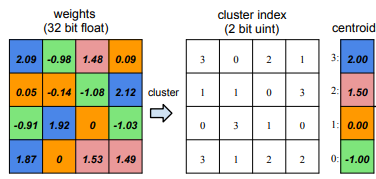 weights
(32 bit float)
cluster index
(2 bit uint)
centroid
2.09 -0.98 1.48 0.09
0.05 -0.14 -1.08 2.12
-0.91 1.92 0 -1.03
1.87 0 1.53 1.49
cluster
3 0 2 1
1 1 0 3
0 3 1 0
3 1 2 2
3: 2.00
2: 1.50
1: 0.00
0: -1.00